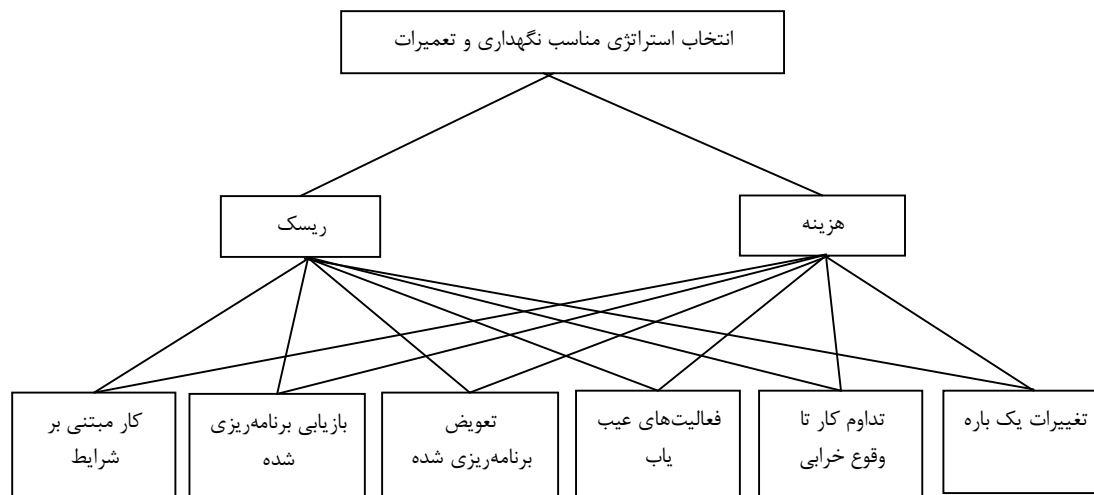 انتخاب استراتژی مناسب نگهداری و تعمیرات
هزینه
ریسک
تغییرات یک باره
تداوم کار تا
وقوع خرابی
فعالیت‌های عیب
یاب
تعویض
برنامه‌ریزی شده
بازیابی برنامه‌ریزی
شده
کار مبتنی بر
شرایط